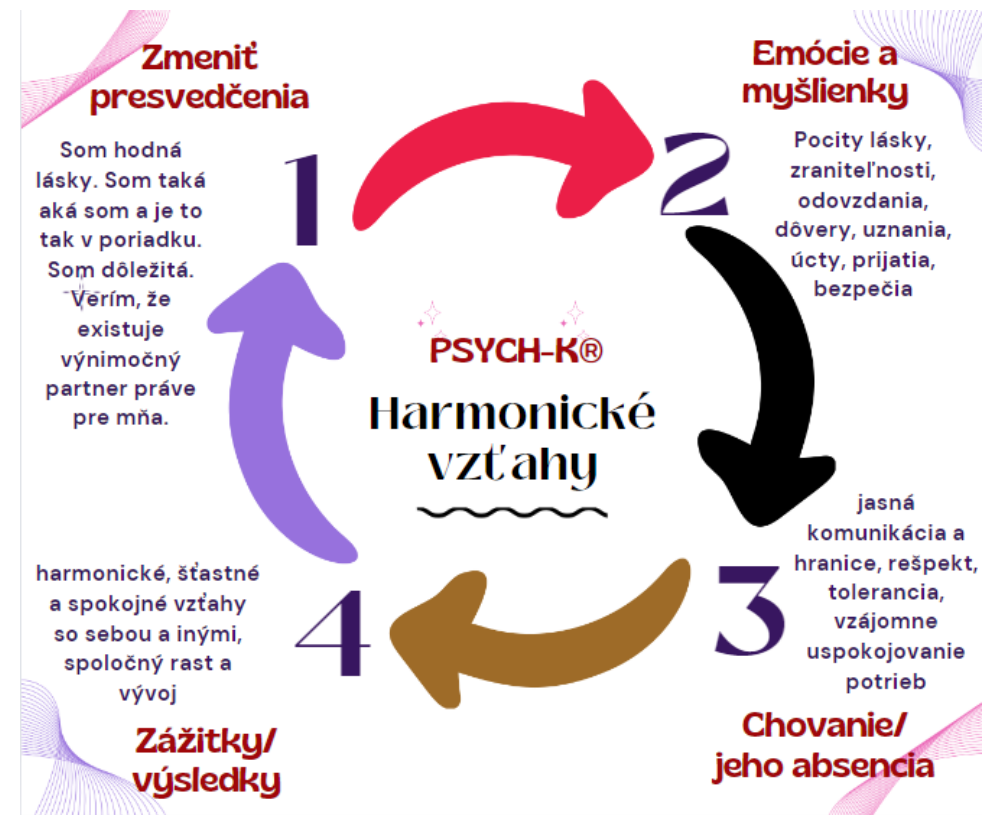 Zmeniť
presvedčenia
Som hodná
lásky. Som taká
aká som a je to
tak v poriadku.
Som dôležitá.
Verím, že
existuje
výnimočný
partner práve
pre mňa.
1
Emócie a
myšlienky
2
Pocity lásky,
zraniteľnosti,
odovzdania,
dôvery, uznania,
úcty, prijatia,
bezpečia
PSYCH-K®
Harmonické
vzťahy
3
jasná
komunikácia a
hranice, rešpekt,
tolerancia,
vzájomne
uspokojovanie
potrieb
Chovanie/
jeho absencia
4
harmonické, šťastné
a spokojné vzťahy
so sebou a inými,
spoločný rast a
vývoj
Zážitky/
výsledky